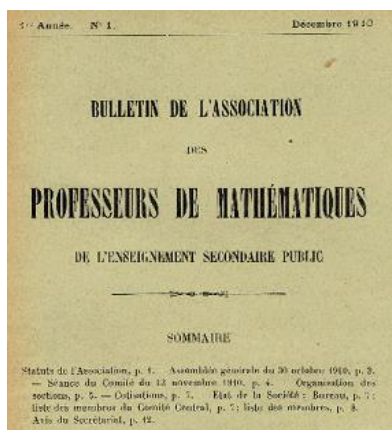 1re Année. N° 1. Décembre 1910
BULLETIN DE L'ASSOCIATION
DES
PROFESSEURS DE MATHÉMATIQUES
DE L'ENSEIGNEMENT SECONDAIRE PUBLIC
SOMMAIRE
Statuts de l'Association, p. 1. Assemblée générale du 30 octobre 1910, p. 3.
— Séance du Comité du 13 novembre 1910, p. 4. Organisation des
sections, p. 5. — Cotisations, p. 7. Etat de la Société : Bureau, p. 7 ;
liste des membres du Comité Central, p. 7 ; liste des membres, p. 8.
Avis du Secrétariat, p. 12.